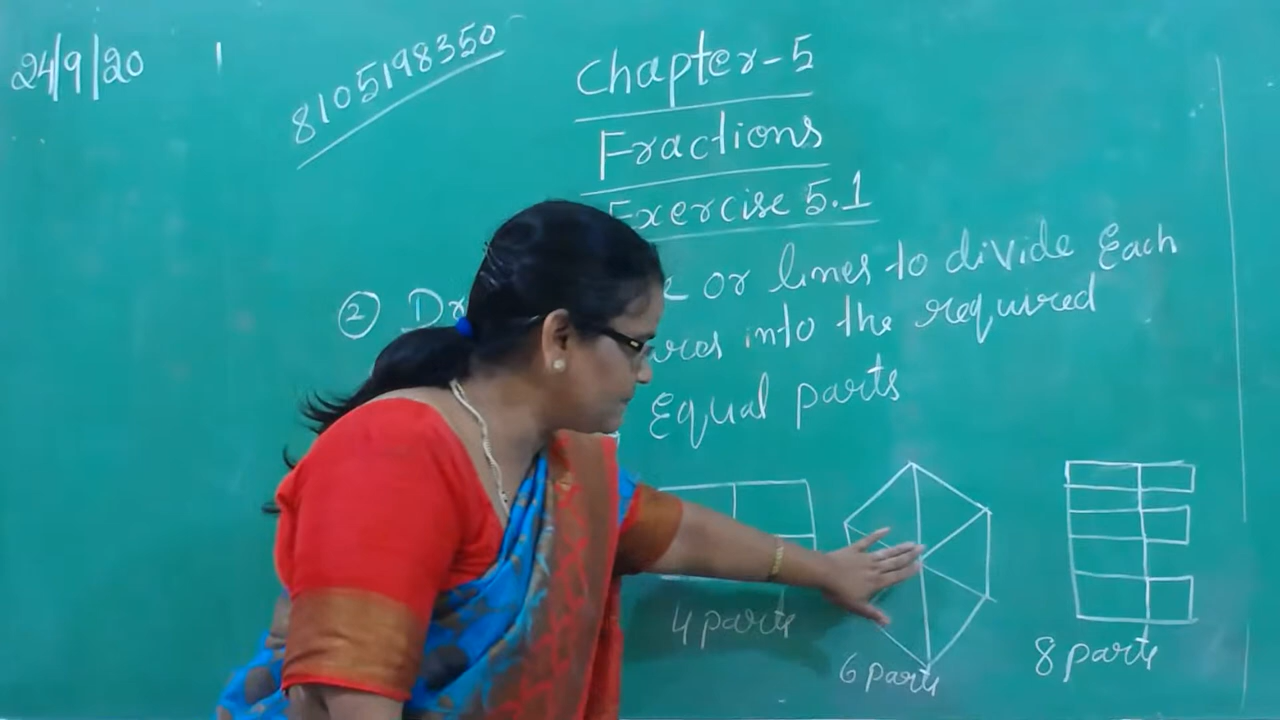 24/9/20
8105198350
Chapter-5
Fractions
Exercise 5.1
② or lines to divide Each
into the required
Equal parts
4 parts
6 parts
8 parts